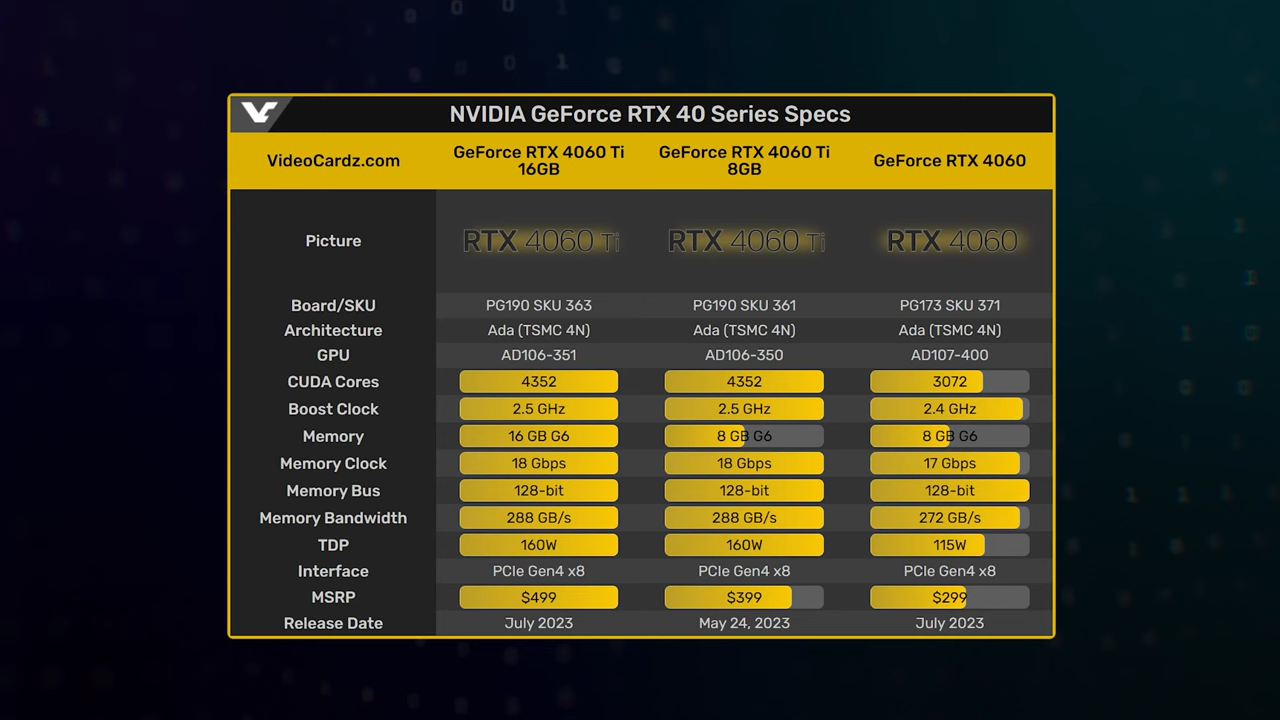 NVIDIA GeForce RTX 40 Series Specs
VideoCardz.com GeForce RTX 4060 Ti 16GB GeForce RTX 4060 Ti 8GB GeForce RTX 4060
Picture RTX 4060 Ti RTX 4060 Ti RTX 4060
Board/SKU PG190 SKU 363 PG190 SKU 361 PG173 SKU 371
Architecture Ada (TSMC 4N) Ada (TSMC 4N) Ada (TSMC 4N)
GPU AD106-351 AD106-350 AD107-400
CUDA Cores 4352 4352 3072
Boost Clock 2.5 GHz 2.5 GHz 2.4 GHz
Memory 16 GB G6 8 GB G6 8 GB G6
Memory Clock 18 Gbps 18 Gbps 17 Gbps
Memory Bus 128-bit 128-bit 128-bit
Memory Bandwidth 288 GB/s 288 GB/s 272 GB/s
TDP 160W 160W 115W
Interface PCIe Gen4 x8 PCIe Gen4 x8 PCIe Gen4 x8
MSRP $499 $399 $299
Release Date July 2023 May 24, 2023 July 2023